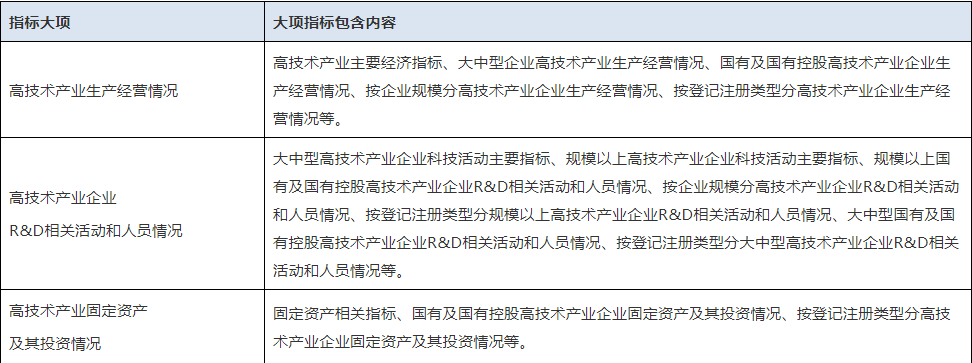 指标大项
大项指标包含内容
高技术产业生产经营情况
高技术产业主要经济指标、大中型企业高技术产业生产经营情况、国有及国有控股高技术产业企业生
产经营情况、按企业规模分高技术产业企业生产经营情况、按登记注册类型分高技术产业企业生产经
营情况等。
高技术产业企业
R&D相关活动和人员情况
大中型高技术产业企业科技活动主要指标、规模以上高技术产业企业科技活动主要指标、规模以上国
有及国有控股高技术产业企业R&D相关活动和人员情况、按企业规模分高技术产业企业R&D相关活动
和人员情况、按登记注册类型分规模以上高技术产业企业R&D相关活动和人员情况、大中型国有及国
有控股高技术产业企业R&D相关活动和人员情况、按登记注册类型分大中型高技术产业企业R&D相关
活动和人员情况等。
高技术产业固定资产
及其投资情况
固定资产相关指标、国有及国有控股高技术产业企业固定资产及其投资情况、按登记注册类型分高技
术产业企业固定资产及其投资情况等。